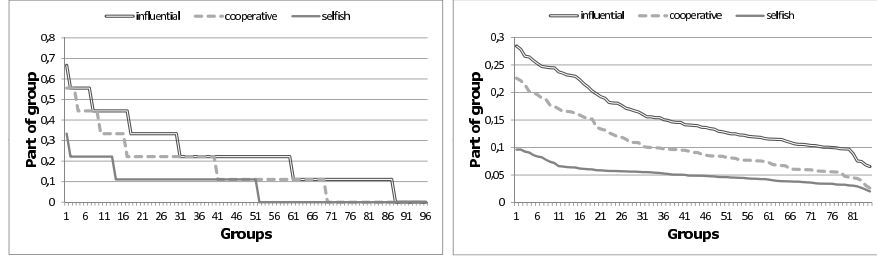 influential cooperative selfish
0,8
0,7
0,6
0,5
0,4
0,3
0,2
0,1
0
Part of group
1 6 11 16 21 26 31 36 41 46 51 56 61 66 71 76 81 86 91 96
Groups
influential cooperative selfish
0,3
0,25
0,2
0,15
0,1
0,05
0
Part of group
1 6 11 16 21 26 31 36 41 46 51 56 61 66 71 76 81
Groups